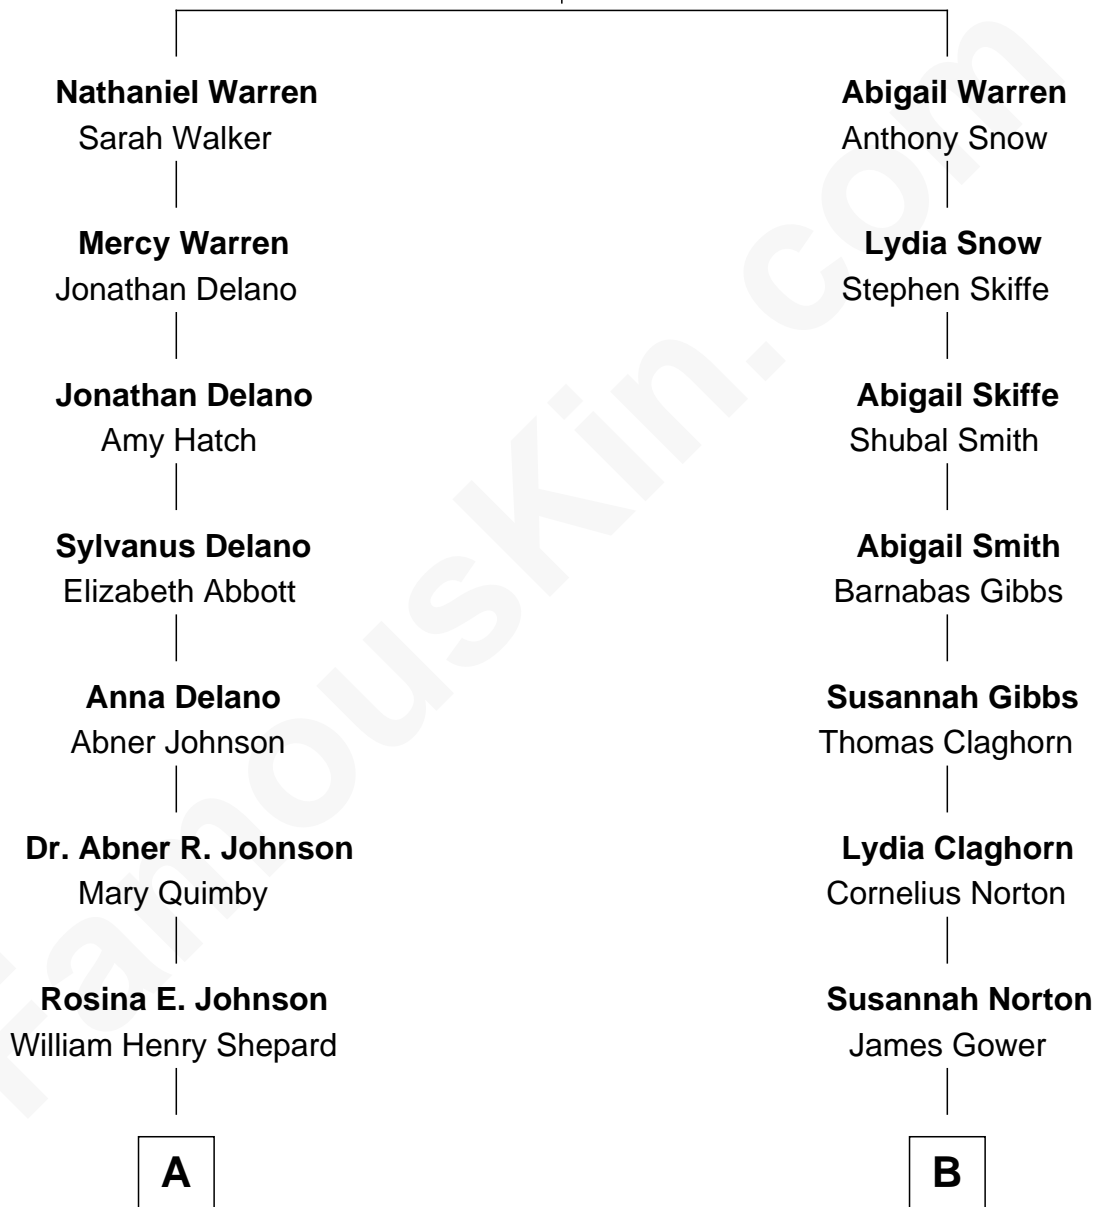 Nathaniel Warren
Sarah Walker
Mercy Warren
Jonathan Delano
Jonathan Delano
Amy Hatch
Sylvanus Delano
Elizabeth Abbott
Anna Delano
Abner Johnson
Dr. Abner R. Johnson
Mary Quimby
Rosina E. Johnson
William Henry Shepard
A
Abigail Warren
Anthony Snow
Lydia Snow
Stephen Skiffe
Abigail Skiffe
Shubal Smith
Abigail Smith
Barnabas Gibbs
Susannah Gibbs
Thomas Claghorn
Lydia Claghorn
Cornelius Norton
Susannah Norton
James Gower
B
FamousKin.com